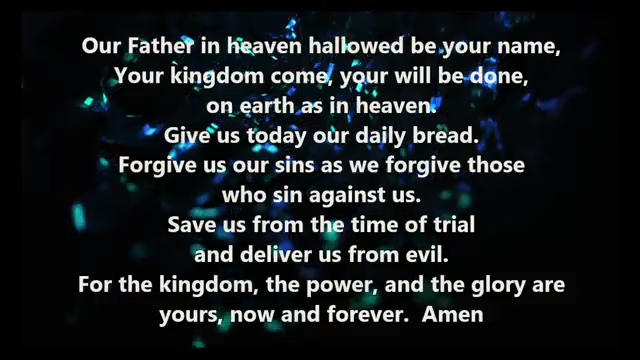 Our Father in heaven hallowed be your name,
Your kingdom come, your will be done,
on earth as in heaven.
Give us today our daily bread.
Forgive us our sins as we forgive those
who sin against us.
Save us from the time of trial
and deliver us from evil.
For the kingdom, the power, and the glory are
yours, now and forever.  Amen